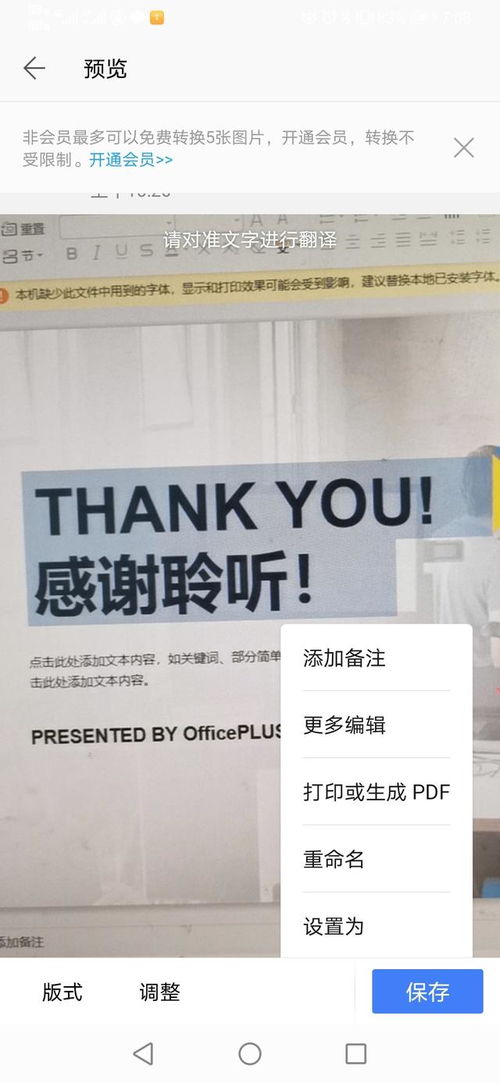 预览
非会员最多可以免费转换5张图片，开通会员，转换不
受限制。开通会员>>
重置
请对准文字进行翻译
节
B I U S
本机缺少此文件中用到的字体，显示和打印效果可能会受到影响，建议替换本地已安装字体。
THANK YOU!
感谢聆听！
点击此处添加文本内容，如关键词、部分简单
击此处添加文本内容。
PRESENTED BY OfficePLUS
添加备注
更多编辑
打印或生成 PDF
重命名
设置为
添加备注
版式
调整
保存